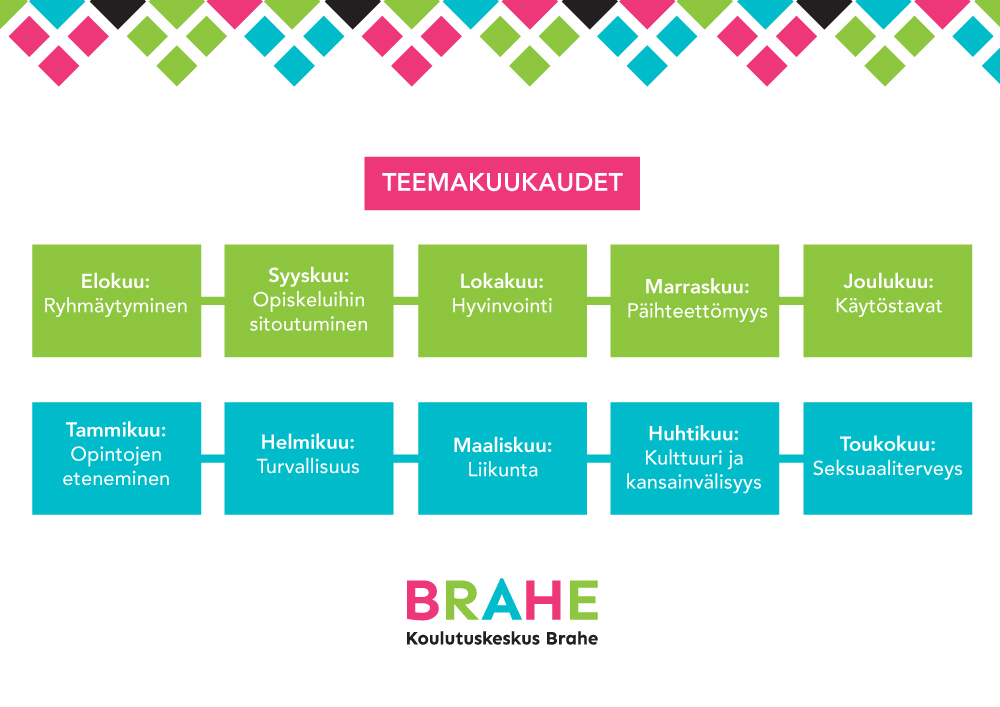 TEEMAKUUKAUDET
Elokuu:
Ryhmäytyminen
Syyskuu:
Opiskeluihin
sitoutuminen
Lokakuu:
Hyvinvointi
Marraskuu:
Päihteettömyys
Joulukuu:
Käytöstavat
Tammikuu:
Opintojen
eteneminen
Helmikuu:
Turvallisuus
Maaliskuu:
Liikunta
Huhtikuu:
Kulttuuri ja
kansainvälisyys
Toukokuu:
Seksuaaliterveys
BRAHE
Koulutuskeskus Brahe